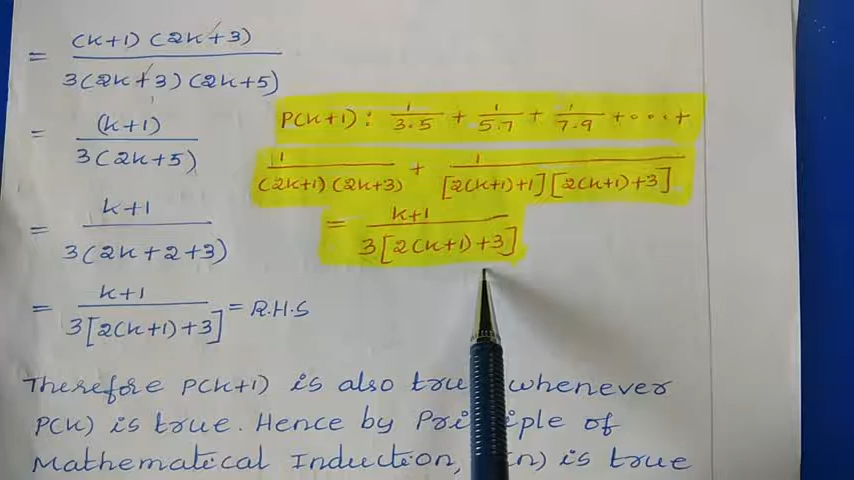 = (k+1) (2k+3) / 3(2k+3) (2k+5)
= (k+1) / 3(2k+5)
= k+1 / 3(2k+2+3)
= k+1 / 3[2(k+1)+3] = R.H.S
P(k+1) : 1/3.5 + 1/5.7 + 1/7.9 + .... +
1/(2k+1)(2k+3) + 1/[2(k+1)+1][2(k+1)+3]
= k+1 / 3[2(k+1)+3]
Therefore P(k+1) is also whenever
P(k) is true. Hence by of
Mathematical Induction, is true